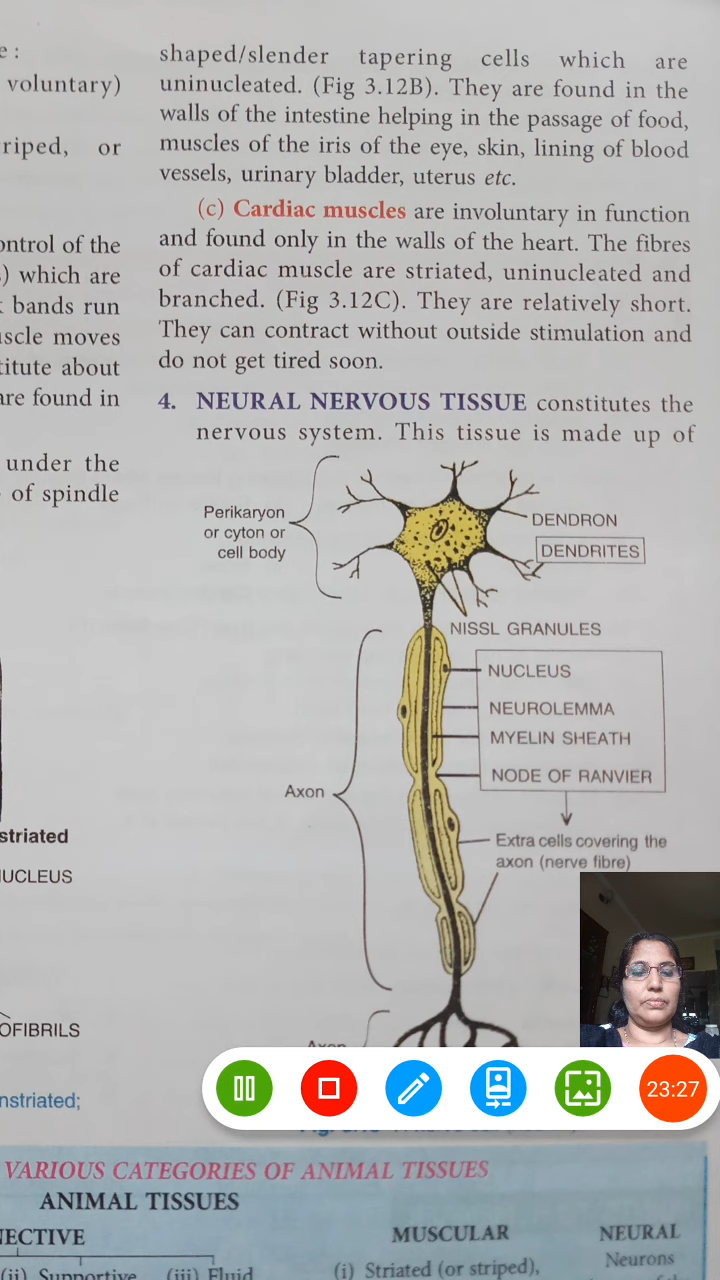 e :
voluntary)
riped, or
ontrol of the
) which are
bands run
uscle moves
titute about
are found in
under the
of spindle
shaped/slender tapering cells which are
uninucleated. (Fig 3.12B). They are found in the
walls of the intestine helping in the passage of food,
muscles of the iris of the eye, skin, lining of blood
vessels, urinary bladder, uterus etc.
(c) Cardiac muscles are involuntary in function
and found only in the walls of the heart. The fibres
of cardiac muscle are striated, uninucleated and
branched. (Fig 3.12C). They are relatively short.
They can contract without outside stimulation and
do not get tired soon.
4. NEURAL NERVOUS TISSUE constitutes the
nervous system. This tissue is made up of
Perikaryon
or cyton or
cell body
DENDRON
DENDRITES
NISSL GRANULES
NUCLEUS
NEUROLEMMA
MYELIN SHEATH
NODE OF RANVIER
Axon
Extra cells covering the
axon (nerve fibre)
striated
NUCLEUS
OFIBRILS
nstriated;
23:27
VARIOUS CATEGORIES OF ANIMAL TISSUES
ANIMAL TISSUES
NECTIVE
MUSCULAR
NEURAL
(ii) Supportive (iii) Fluid
(i) Striated (or striped),
Neurons